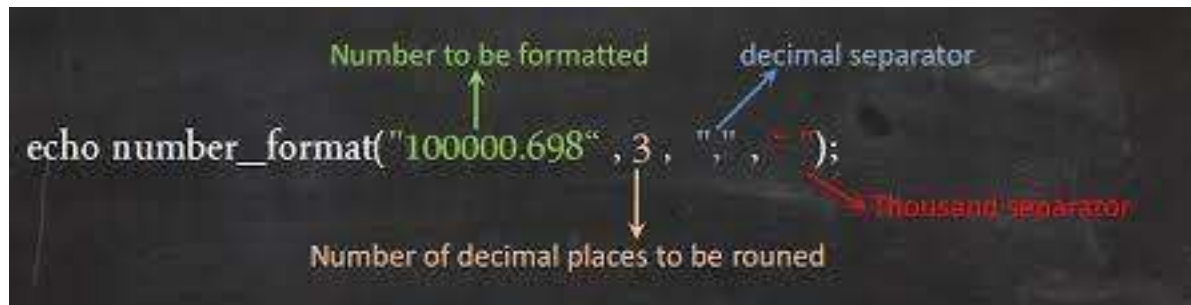 Number to be formatted decimal separator
echo number_format("100000.698“ , 3 , "," , " ");
Thousand separator
Number of decimal places to be rouned